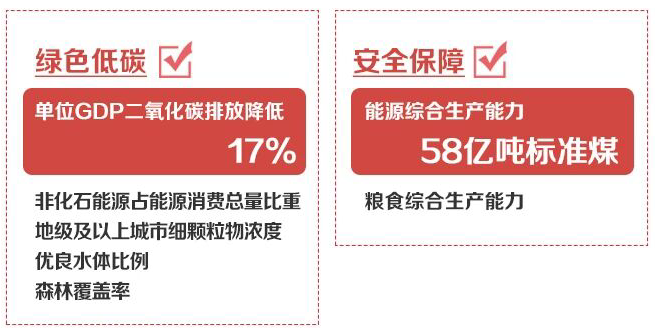 绿色低碳
单位GDP二氧化碳排放降低
17%
非化石能源占能源消费总量比重
地级及以上城市细颗粒物浓度
优良水体比例
森林覆盖率
安全保障
能源综合生产能力
58亿吨标准煤
粮食综合生产能力